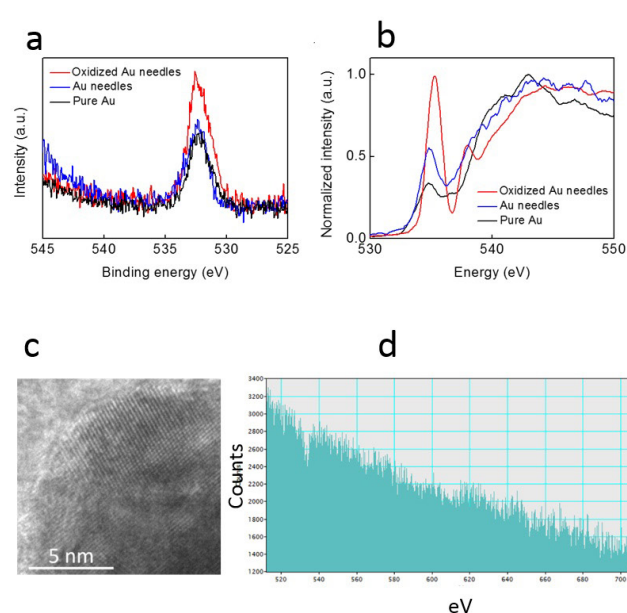 a
Oxidized Au needles
Au needles
Pure Au
Intensity (a.u.)
545 540 535 530 525
Binding energy (eV)
b
1.0
0.5
0.0
Normalized intensity (a.u.)
Oxidized Au needles
Au needles
Pure Au
530 540 550
Energy (eV)
c
5 nm
d
3400
3200
3000
2800
2600
2400
2200
2000
1800
1600
1400
1200
Counts
520 540 560 580 600 620 640 660 680 700
eV